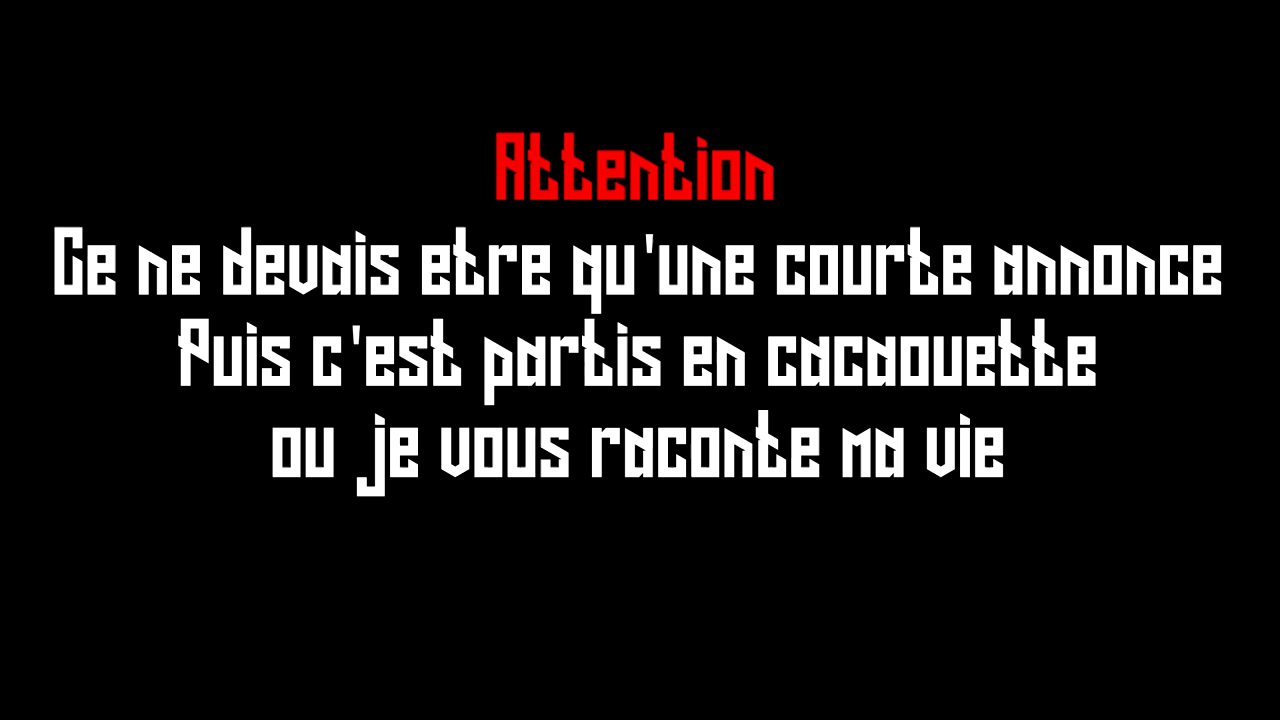 Attention
Ce ne devais etre qu'une courte annonce
Puis c'est partis en cacaouette
ou je vous raconte ma vie